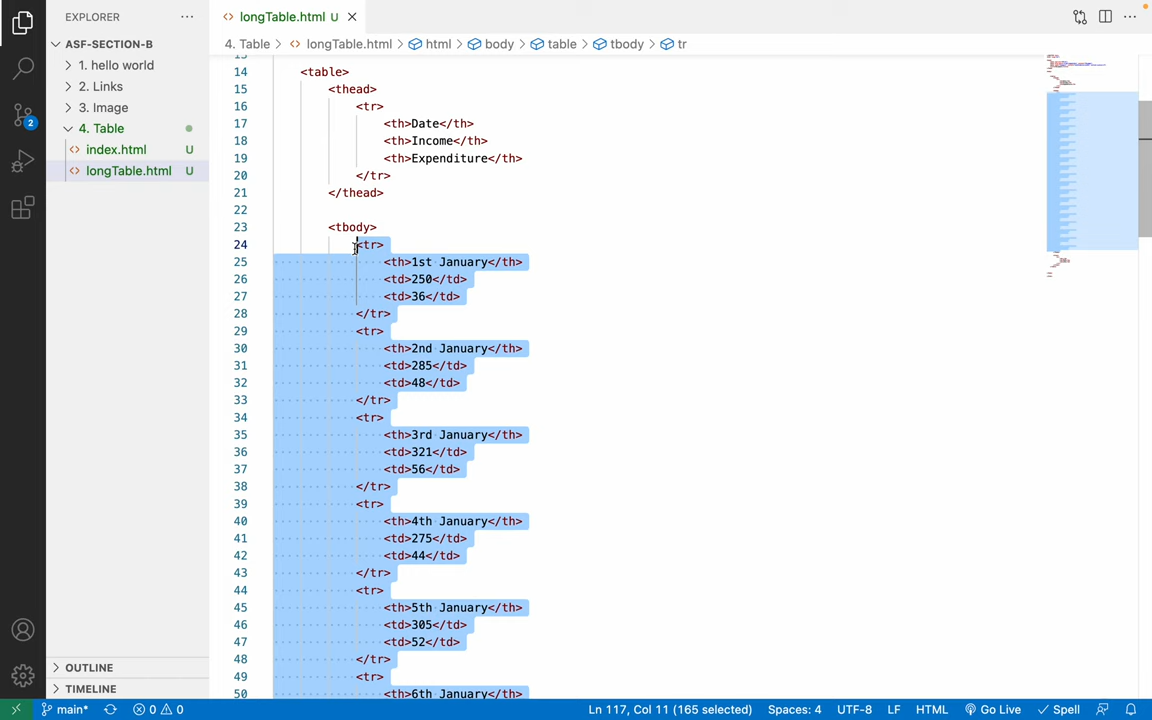 EXPLORER
longTable.html U
ASF-SECTION-B
1. hello world
2. Links
3. Image
4. Table
index.html U
longTable.html U
OUTLINE
TIMELINE
2
4. Table > longTable.html > html > body > table > tbody > tr
14 <table>
15 <thead>
16 <tr>
17 <th>Date</th>
18 <th>Income</th>
19 <th>Expenditure</th>
20 </tr>
21 </thead>
22
23 <tbody>
24 <tr>
25 <th>1st January</th>
26 <td>250</td>
27 <td>36</td>
28 </tr>
29 <tr>
30 <th>2nd January</th>
31 <td>285</td>
32 <td>48</td>
33 </tr>
34 <tr>
35 <th>3rd January</th>
36 <td>321</td>
37 <td>56</td>
38 </tr>
39 <tr>
40 <th>4th January</th>
41 <td>275</td>
42 <td>44</td>
43 </tr>
44 <tr>
45 <th>5th January</th>
46 <td>305</td>
47 <td>52</td>
48 </tr>
49 <tr>
50 <th>6th January</th>
main* 0 0 Ln 117, Col 11 (165 selected) Spaces: 4 UTF-8 LF HTML Go Live Spell